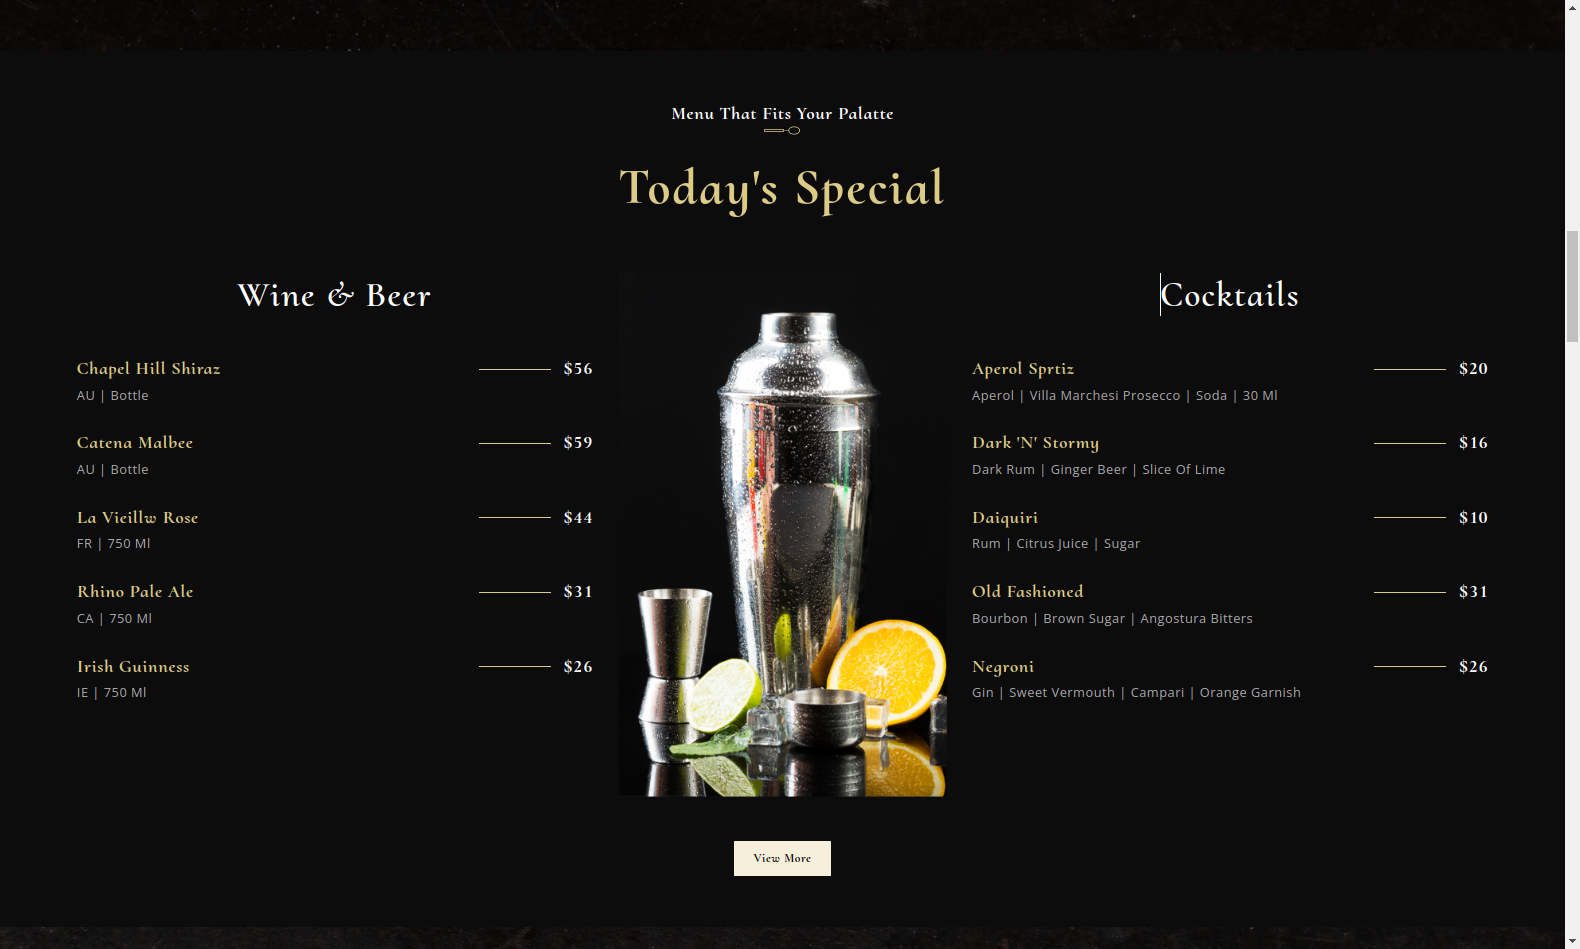 Menu That Fits Your Palatte
Today's Special
Wine & Beer
Chapel Hill Shiraz $56
AU | Bottle
Catena Malbee $59
AU | Bottle
La Vieillw Rose $44
FR | 750 Ml
Rhino Pale Ale $31
CA | 750 Ml
Irish Guinness $26
IE | 750 Ml
Cocktails
Aperol Sprtiz $20
Aperol | Villa Marchesi Prosecco | Soda | 30 Ml
Dark 'N' Stormy $16
Dark Rum | Ginger Beer | Slice Of Lime
Daiquiri $10
Rum | Citrus Juice | Sugar
Old Fashioned $31
Bourbon | Brown Sugar | Angostura Bitters
Negroni $26
Gin | Sweet Vermouth | Campari | Orange Garnish
View More